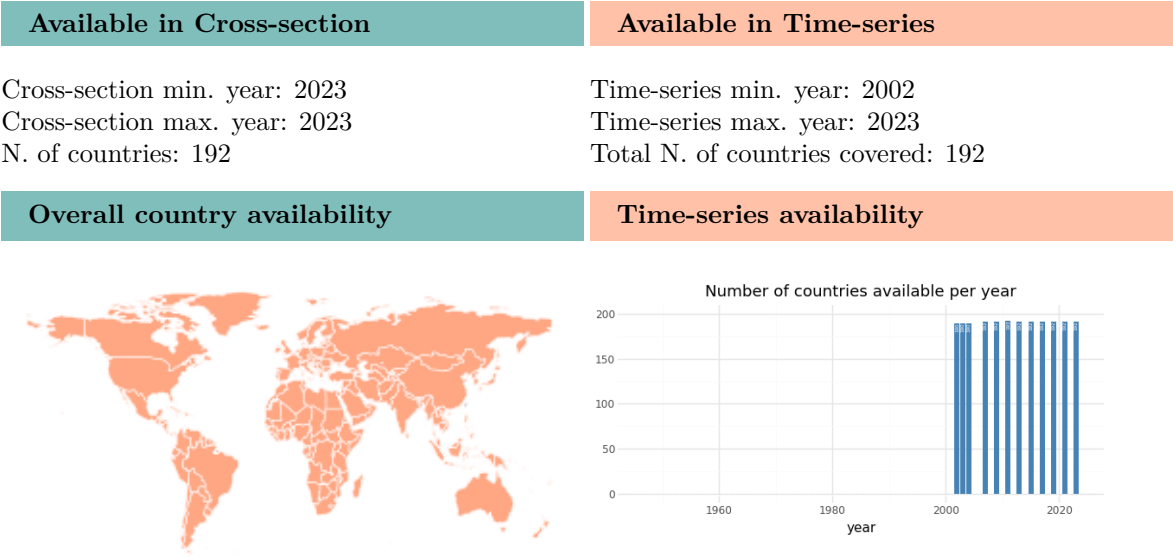 Available in Cross-section
Available in Time-series
Cross-section min. year: 2023
Cross-section max. year: 2023
N. of countries: 192
Time-series min. year: 2002
Time-series max. year: 2023
Total N. of countries covered: 192
Overall country availability
Time-series availability
Number of countries available per year
200
150
100
50
0
1960 1980 2000 2020
year